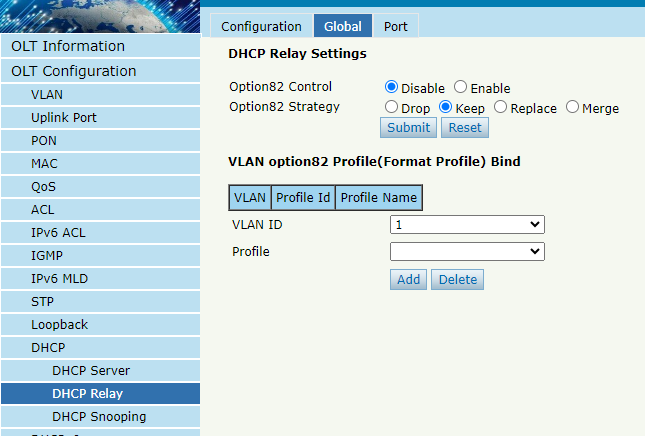 Configuration Global Port
OLT Information
OLT Configuration
VLAN
Uplink Port
PON
MAC
QoS
ACL
IPv6 ACL
IGMP
IPv6 MLD
STP
Loopback
DHCP
DHCP Server
DHCP Relay
DHCP Snooping
DHCP Relay Settings
Option82 Control Disable Enable
Option82 Strategy Drop Keep Replace Merge
Submit Reset
VLAN option82 Profile(Format Profile) Bind
VLAN Profile Id Profile Name
VLAN ID 1
Profile
Add Delete